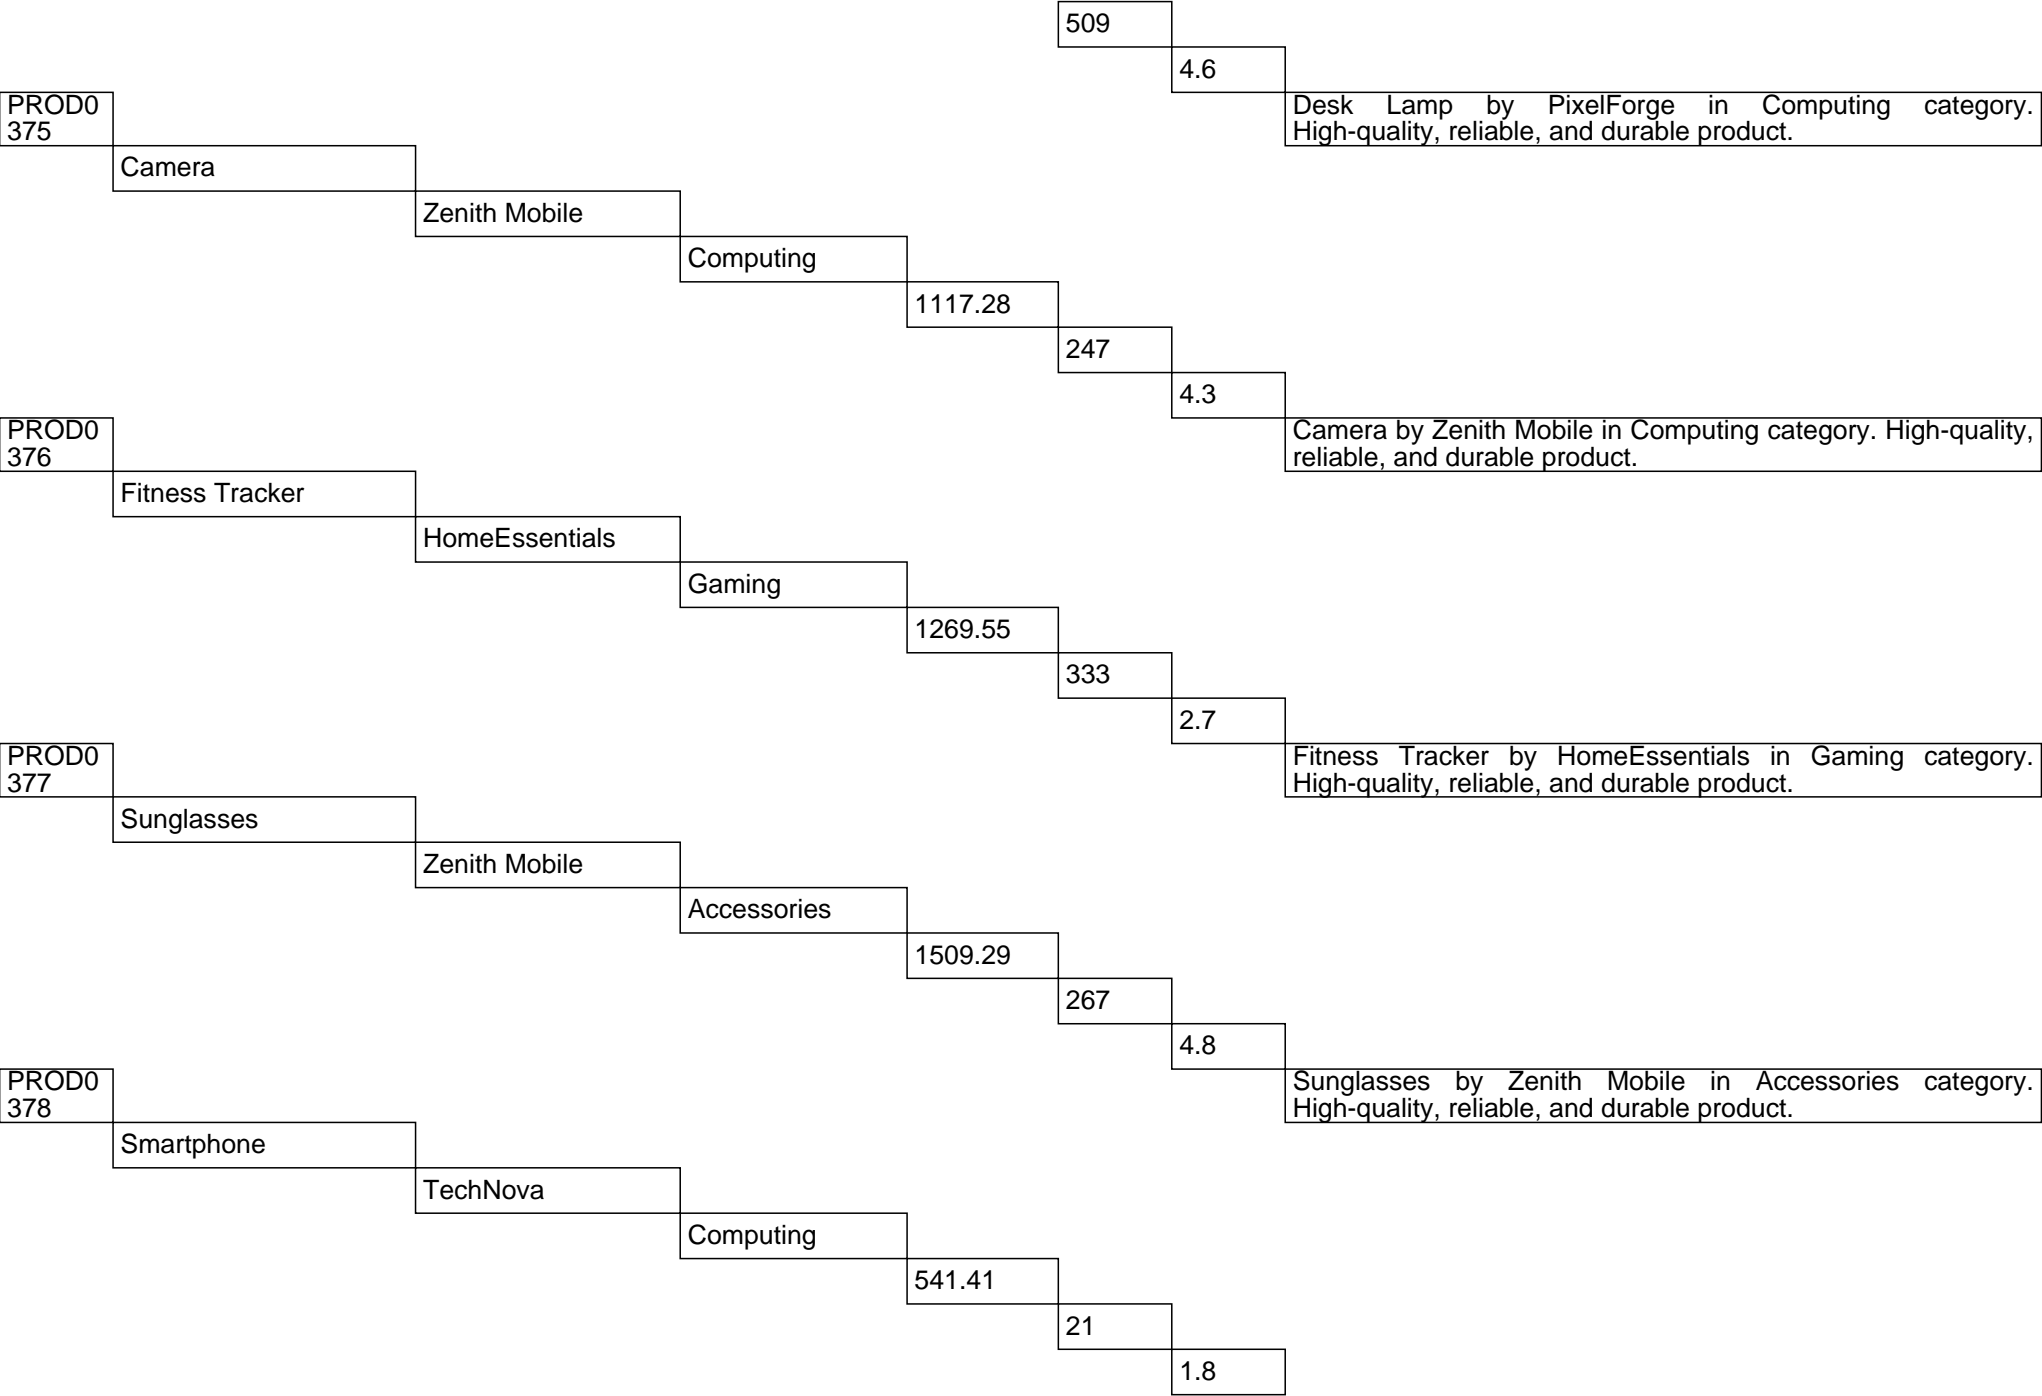 509
4.6
Desk Lamp by PixelForge in Computing category.
High-quality, reliable, and durable product.
PROD0
375
Camera
Zenith Mobile
Computing
1117.28
247
4.3
Camera by Zenith Mobile in Computing category. High-quality,
reliable, and durable product.
PROD0
376
Fitness Tracker
HomeEssentials
Gaming
1269.55
333
2.7
Fitness Tracker by HomeEssentials in Gaming category.
High-quality, reliable, and durable product.
PROD0
377
Sunglasses
Zenith Mobile
Accessories
1509.29
267
4.8
Sunglasses by Zenith Mobile in Accessories category.
High-quality, reliable, and durable product.
PROD0
378
Smartphone
TechNova
Computing
541.41
21
1.8